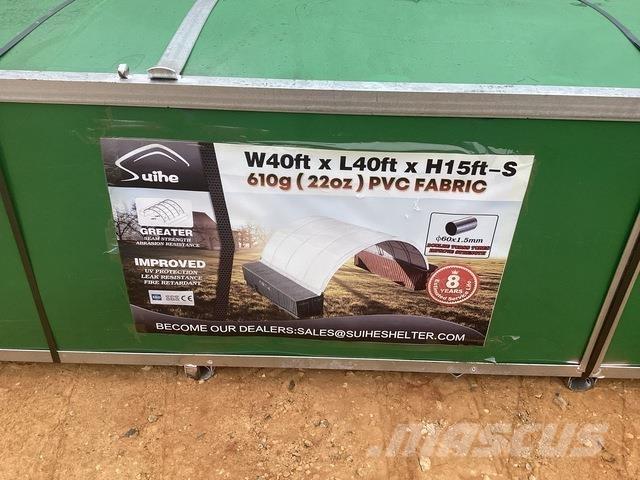 Suihe
W40ft x L40ft x H15ft-S
610g ( 22oz ) PVC FABRIC
GREATER
SEAM STRENGTH
ABRASION RESISTANCE
ϕ60x1.5mm
IMPROVED
UV PROTECTION
LEAK RESISTANCE
FIRE RETARDANT
8
YEARS
BECOME OUR DEALERS:SALES@SUIHESHELTER.COM
MASCUS